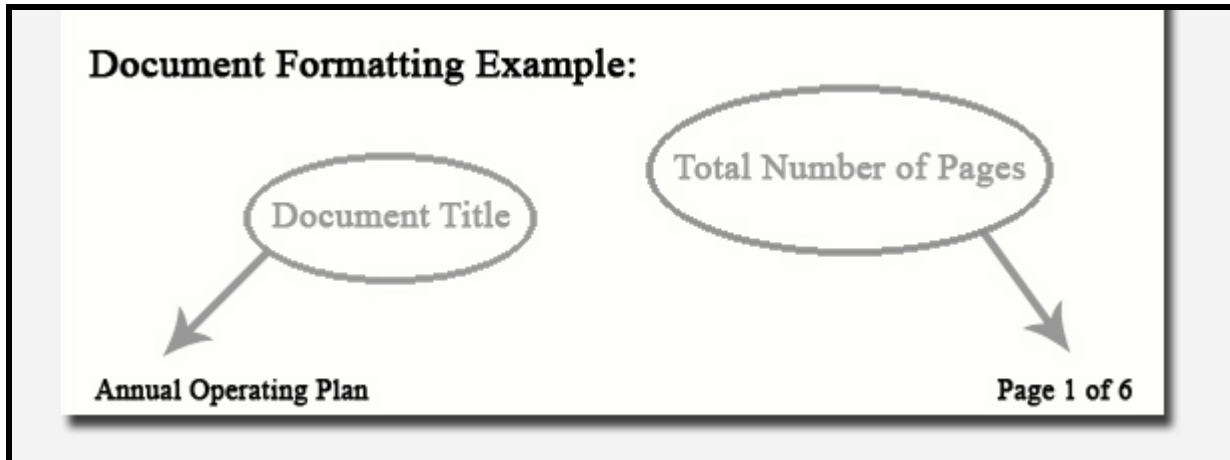 Document Formatting Example:
Total Number of Pages
Document Title
Annual Operating Plan
Page 1 of 6